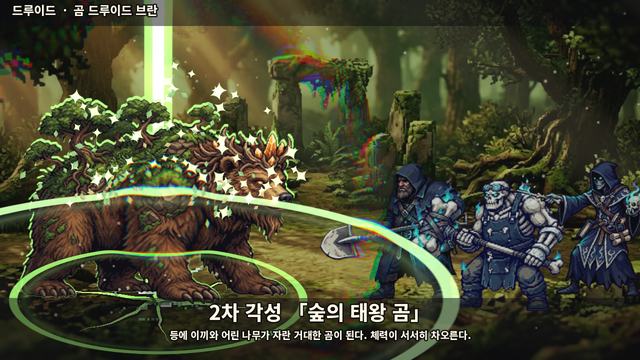 드루이드 · 곰 드루이드 브란
2차 각성 「숲의 태왕 곰」
등에 이끼와 어린 나무가 자란 거대한 곰이 된다. 체력이 서서히 차오른다.